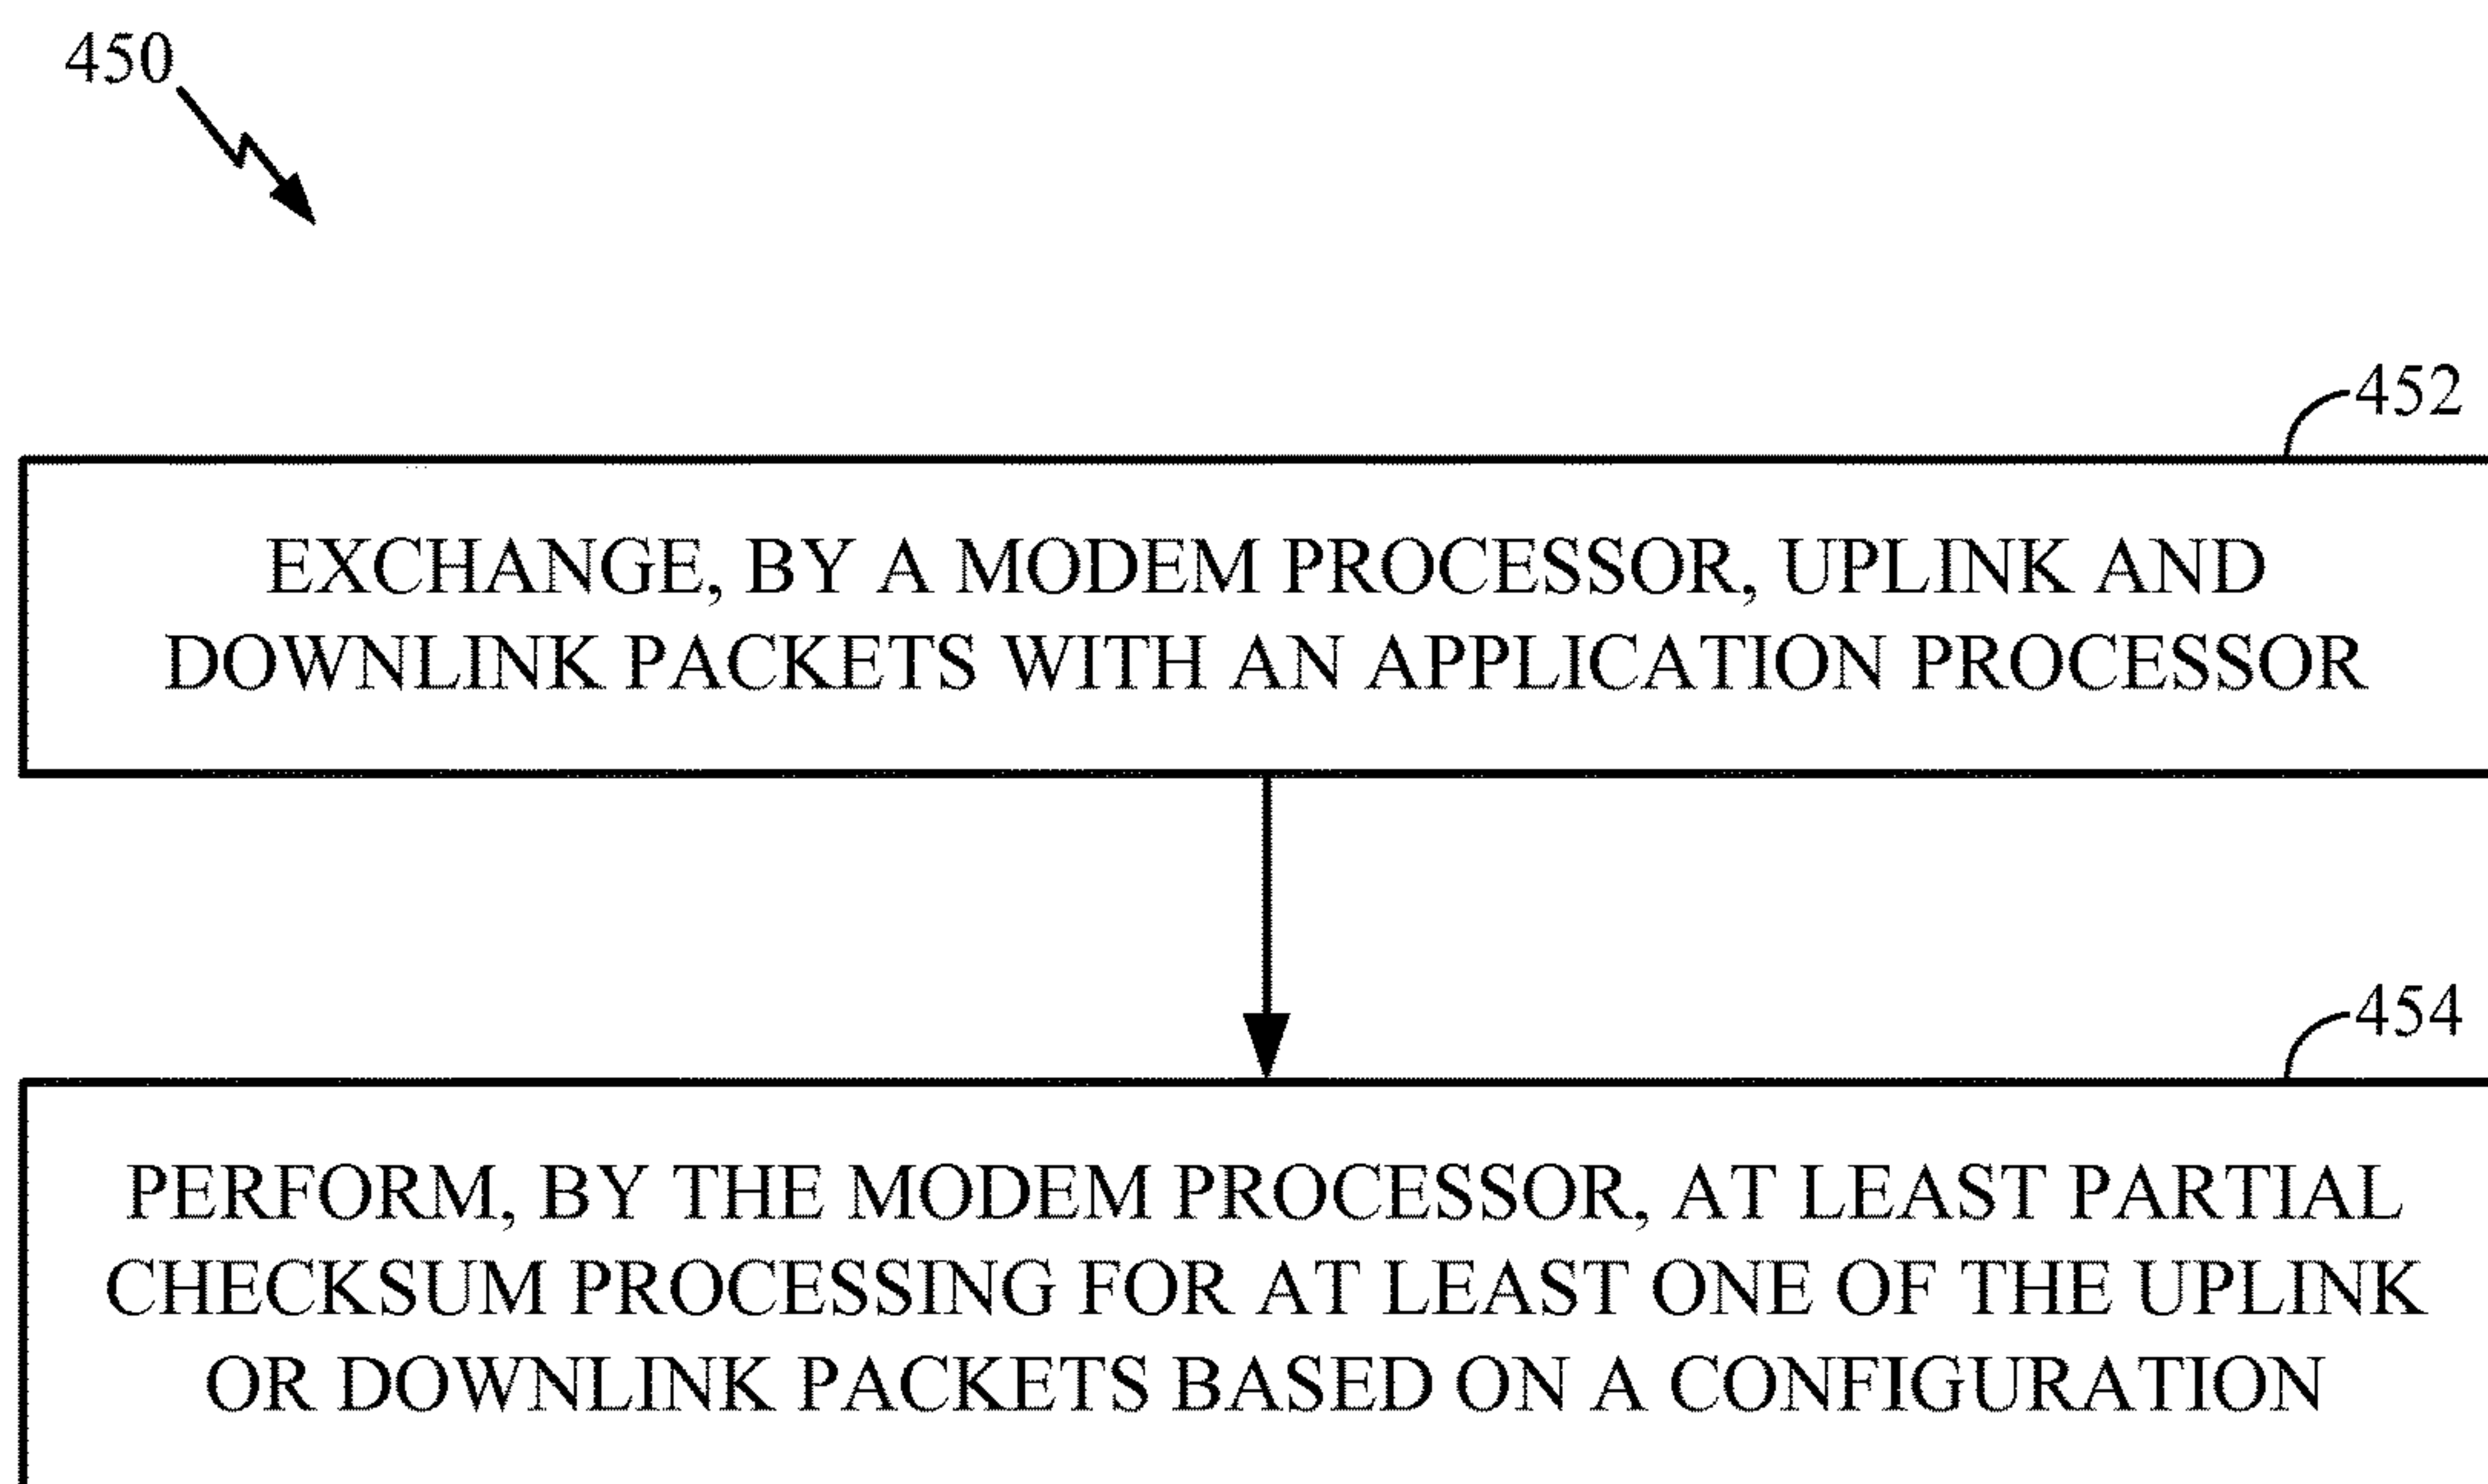 450
452
EXCHANGE, BY A MODEM PROCESSOR, UPLINK AND
DOWNLINK PACKETS WITH AN APPLICATION PROCESSOR
454
PERFORM, BY THE MODEM PROCESSOR, AT LEAST PARTIAL
CHECKSUM PROCESSING FOR AT LEAST ONE OF THE UPLINK
OR DOWNLINK PACKETS BASED ON A CONFIGURATION